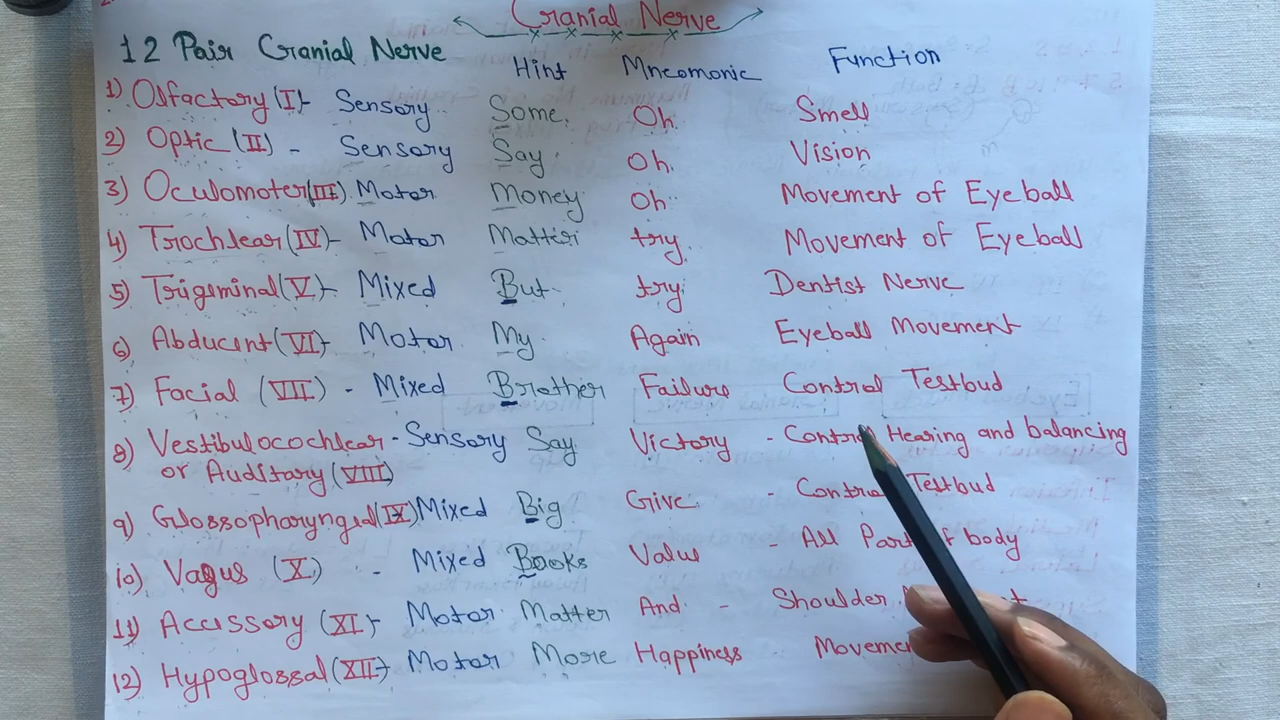 Cranial Nerve
12 Pair Cranial Nerve Hint Mnemonic Function
1) Olfactory (I)- Sensory Some. Oh. Smell
2) Optic (II) - Sensory Say Oh. Vision
3) Oculomoter (III) Motor Money Oh Movement of Eyeball
4) Trochlear (IV)- Motor Matter try. Movement of Eyeball
5) Trigeminal (V)- Mixed But try Dentist Nerve
6) Abducent (VI)- Motor My Again Eyeball Movement
7) Facial (VII) - Mixed Brother Failure Control Testbud
8) Vestibulocochlear - Sensory Say Victory - Control Hearing and balancing
or Auditary (VIII)
9) Glossopharyngeal (IX) Mixed Big Give - Control Testbud
10) Vagus (X) - Mixed Books Value - All Part of body
11) Accessory (XI)- Motor Matter And - Shoulder
12) Hypoglossal (XII)- Motor More Happiness